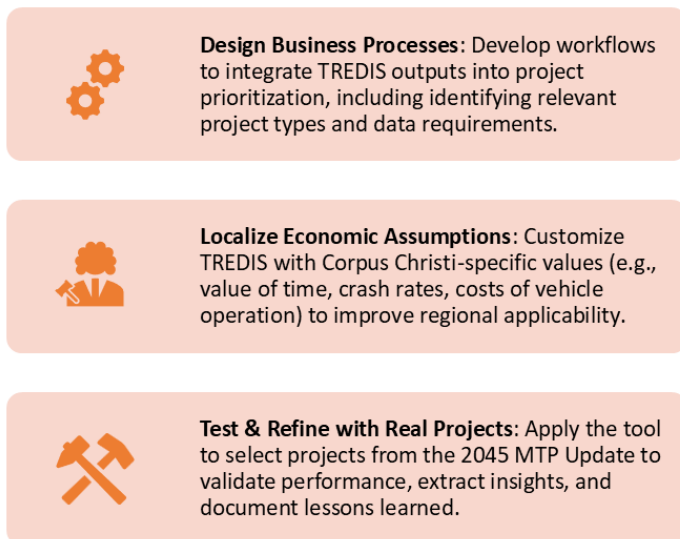 Design Business Processes: Develop workflows
to integrate TREDIS outputs into project
prioritization, including identifying relevant
project types and data requirements.
Localize Economic Assumptions: Customize
TREDIS with Corpus Christi-specific values (e.g.,
value of time, crash rates, costs of vehicle
operation) to improve regional applicability.
Test & Refine with Real Projects: Apply the tool
to select projects from the 2045 MTP Update to
validate performance, extract insights, and
document lessons learned.